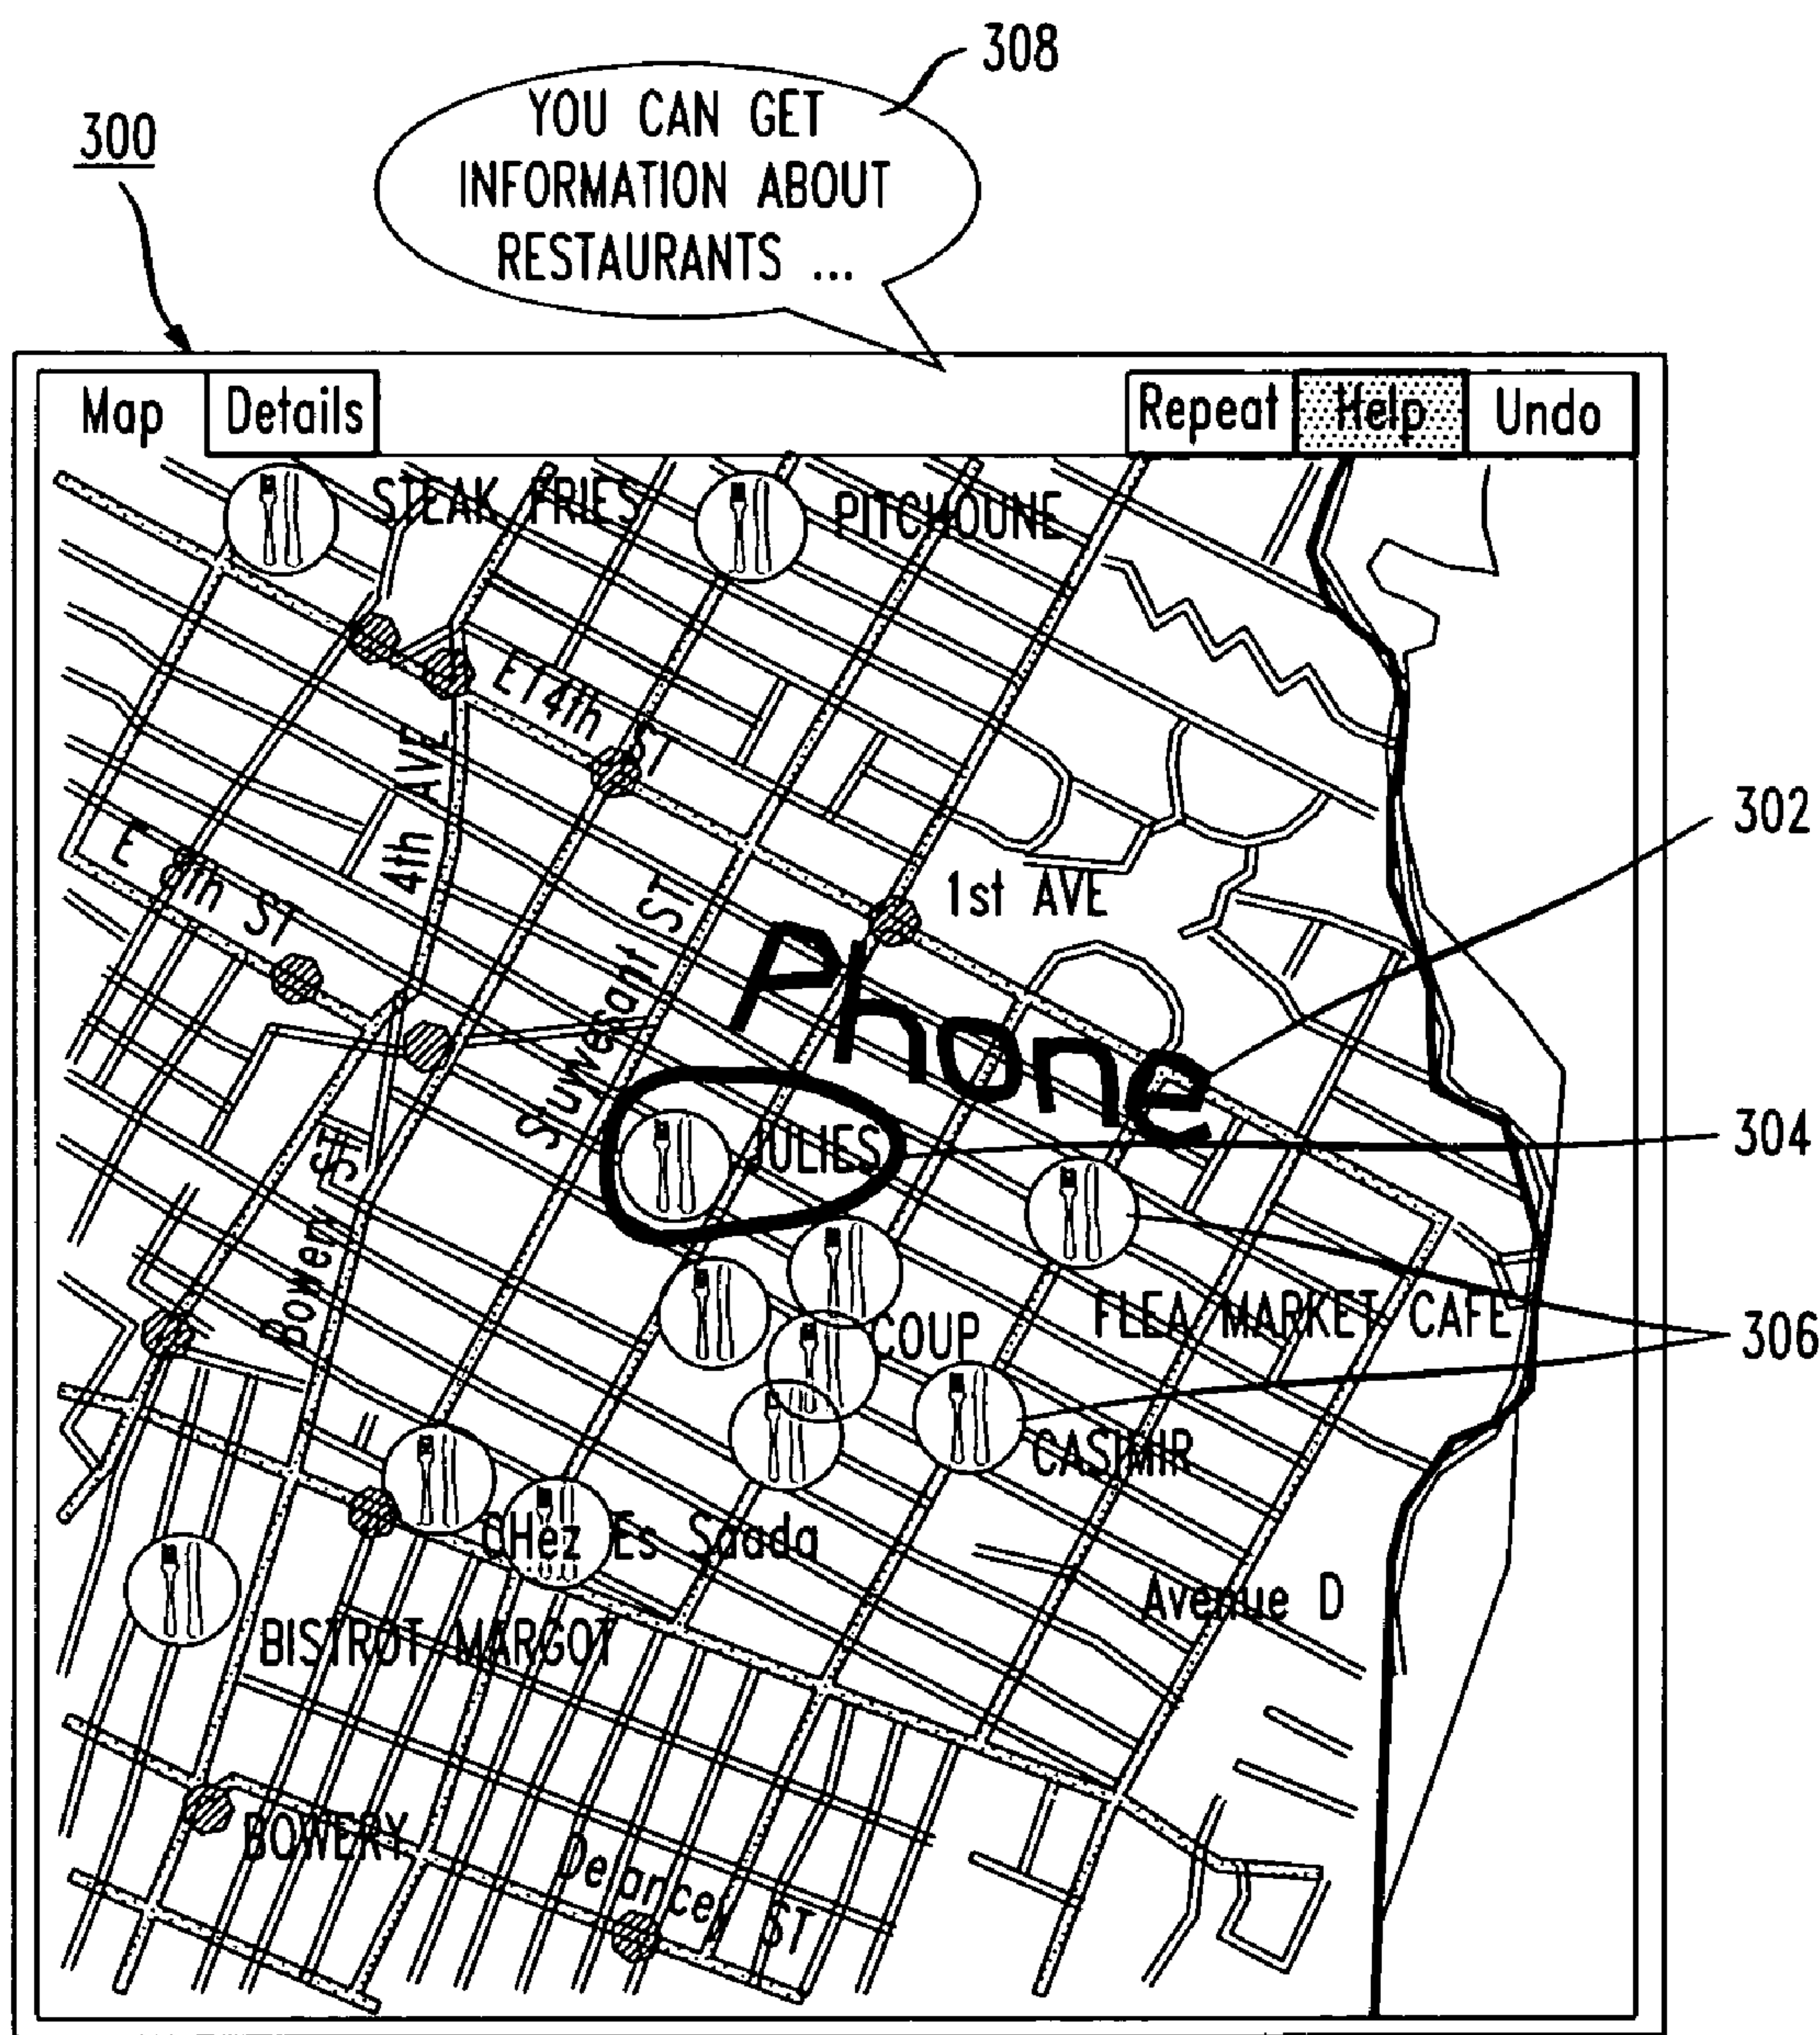 308
300
YOU CAN GET
INFORMATION ABOUT
RESTAURANTS ...
Map Details Repeat Help Undo
STEAK FRIES PITCHOUNE
E14th ST
4th AVE
302
E 8th ST
1st AVE
Stuyvesant ST
Phone
304
JULIES
Bowery ST
FLEA MARKET CAFE
COUP
306
CASIMIR
CHez Es Saada
Avenue D
BISTROT MARGOT
BOWERY
Delancey ST